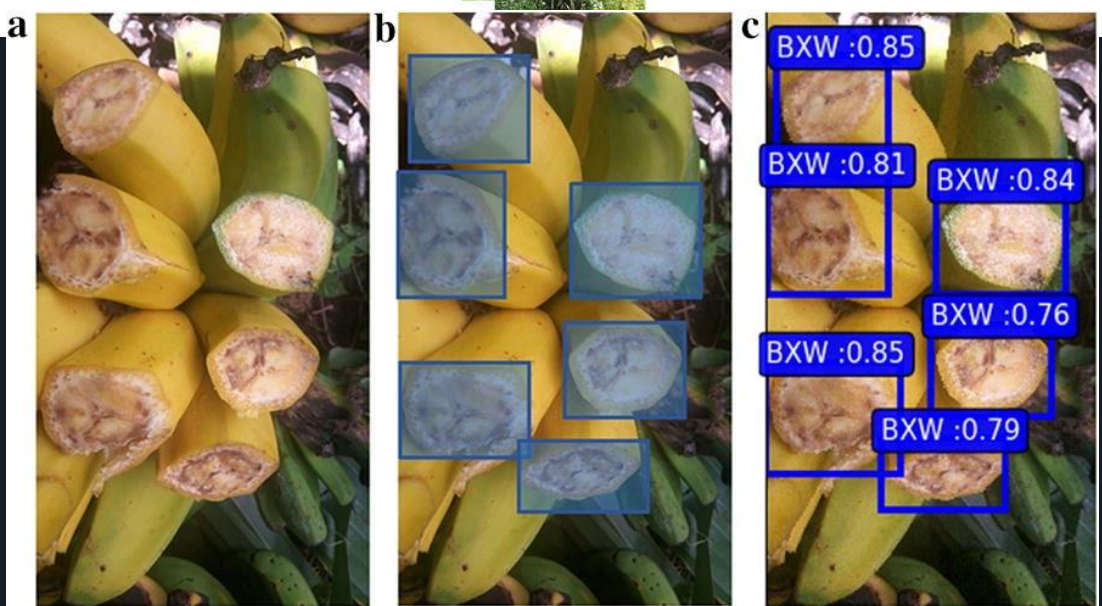 a
b
c
BXW :0.85
BXW :0.81
BXW :0.84
BXW :0.76
BXW :0.85
BXW :0.79